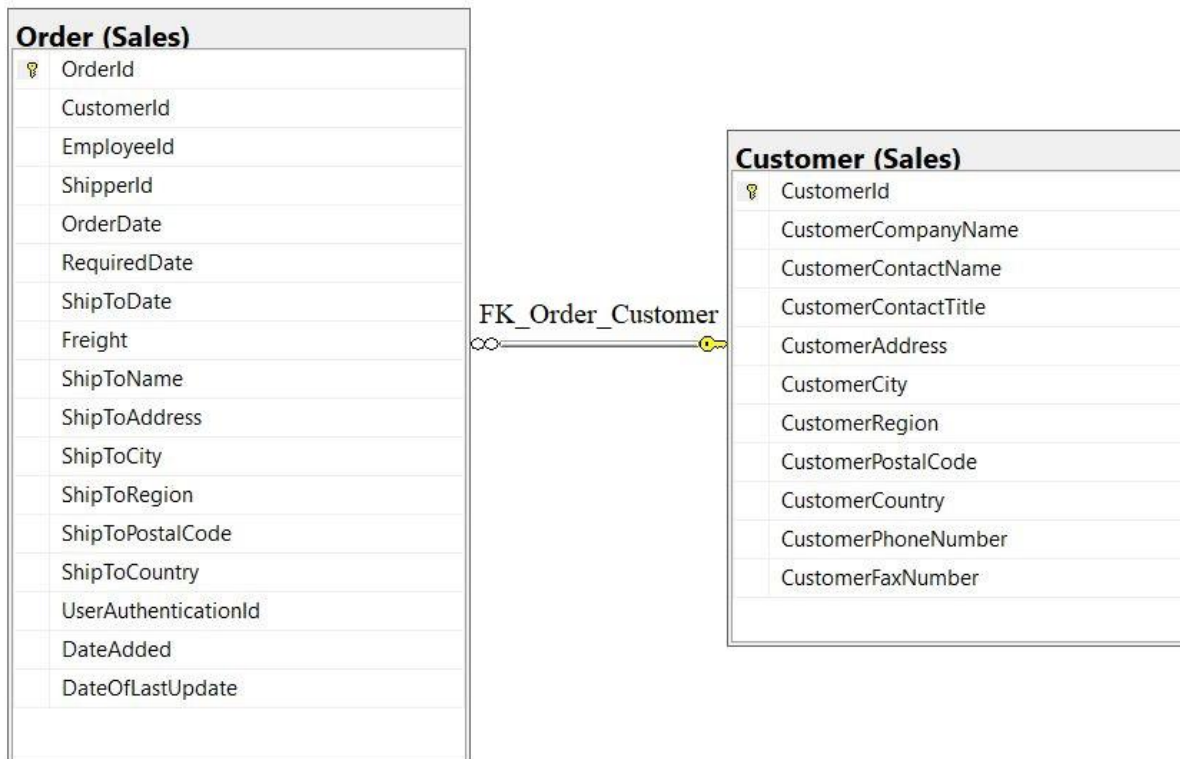 Order (Sales)
OrderId
CustomerId
EmployeeId
ShipperId
OrderDate
RequiredDate
ShipToDate
Freight
ShipToName
ShipToAddress
ShipToCity
ShipToRegion
ShipToPostalCode
ShipToCountry
UserAuthenticationId
DateAdded
DateOfLastUpdate
FK_Order_Customer
Customer (Sales)
CustomerId
CustomerCompanyName
CustomerContactName
CustomerContactTitle
CustomerAddress
CustomerCity
CustomerRegion
CustomerPostalCode
CustomerCountry
CustomerPhoneNumber
CustomerFaxNumber